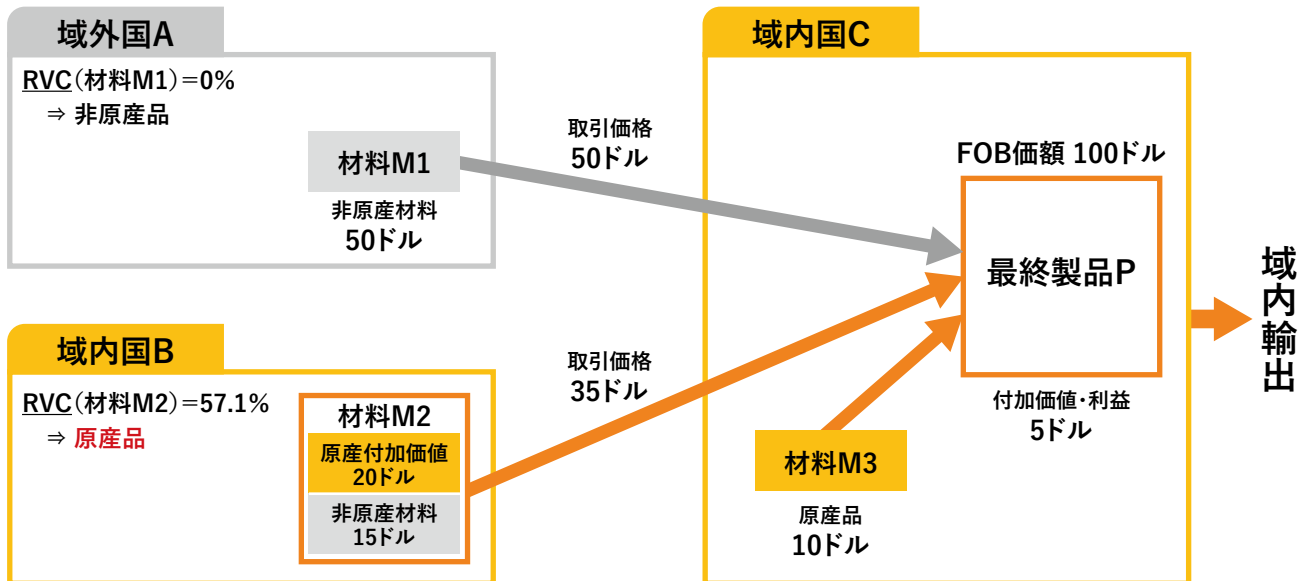 域外国A
RVC(材料M1)=0%
⇒ 非原産品
材料M1
非原産材料
50ドル
取引価格
50ドル
域内国B
RVC(材料M2)=57.1%
⇒ 原産品
材料M2
原産付加価値
20ドル
非原産材料
15ドル
取引価格
35ドル
域内国C
FOB価額 100ドル
最終製品P
付加価値・利益
5ドル
材料M3
原産品
10ドル
域内輸出